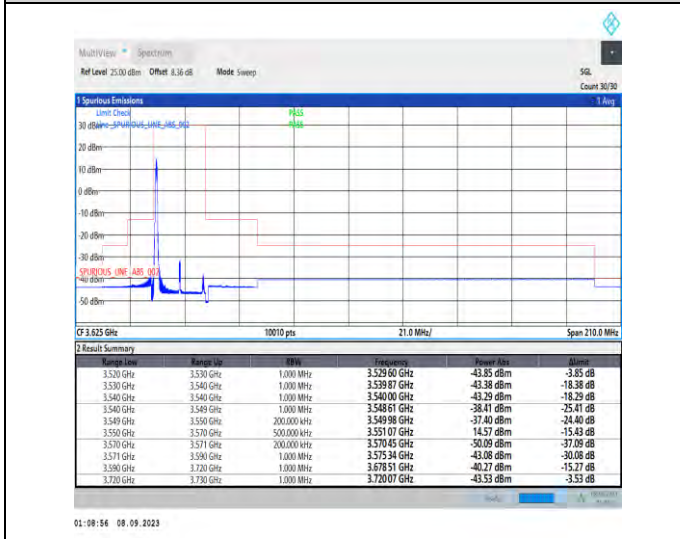 MultiView Spectrum
Ref Level 25.00 dBm Offset 8.36 dB Mode Sweep SGL
Count 30/30
1 Spurious Emissions 1 Avg
Limit Check PASS
30 dBm Line _SPURIOUS_LINE_ABS_002 PASS
20 dBm
10 dBm
0 dBm
-10 dBm
-20 dBm
-30 dBm
SPURIOUS_LINE_ABS_002
-40 dBm
-50 dBm
CF 3.625 GHz 10010 pts 21.0 MHz/ Span 210.0 MHz
2 Result Summary
Range Low Range Up RBW Frequency Power Abs ΔLimit
3.520 GHz 3.530 GHz 1.000 MHz 3.529 60 GHz -43.85 dBm -3.85 dB
3.530 GHz 3.540 GHz 1.000 MHz 3.539 87 GHz -43.38 dBm -18.38 dB
3.540 GHz 3.540 GHz 1.000 MHz 3.540 00 GHz -43.29 dBm -18.29 dB
3.540 GHz 3.549 GHz 1.000 MHz 3.548 61 GHz -38.41 dBm -25.41 dB
3.549 GHz 3.550 GHz 200.000 kHz 3.549 98 GHz -37.40 dBm -24.40 dB
3.550 GHz 3.570 GHz 500.000 kHz 3.551 07 GHz 14.57 dBm -15.43 dB
3.570 GHz 3.571 GHz 200.000 kHz 3.570 45 GHz -50.09 dBm -37.09 dB
3.571 GHz 3.590 GHz 1.000 MHz 3.575 34 GHz -43.08 dBm -30.08 dB
3.590 GHz 3.720 GHz 1.000 MHz 3.678 51 GHz -40.27 dBm -15.27 dB
3.720 GHz 3.730 GHz 1.000 MHz 3.720 07 GHz -43.53 dBm -3.53 dB
01:08:56 08.09.2023